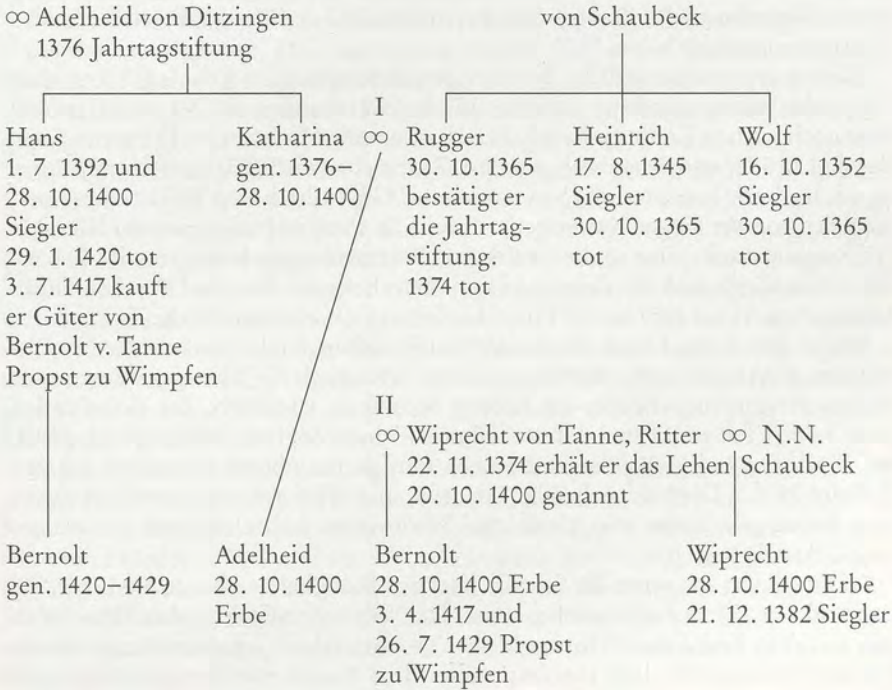 ∞ Adelheid von Ditzingen
1376 Jahrtagstiftung
von Schaubeck
Hans
1. 7. 1392 und
28. 10. 1400
Siegler
29. 1. 1420 tot
3. 7. 1417 kauft
er Güter von
Bernolt v. Tanne
Propst zu Wimpfen
Katharina
gen. 1376–
28. 10. 1400
I
∞
Rugger
30. 10. 1365
bestätigt er
die Jahrtag-
stiftung.
1374 tot
Heinrich
17. 8. 1345
Siegler
30. 10. 1365
tot
Wolf
16. 10. 1352
Siegler
30. 10. 1365
tot
II
∞ Wiprecht von Tanne, Ritter ∞ N.N.
22. 11. 1374 erhält er das Lehen Schaubeck
20. 10. 1400 genannt
Bernolt
gen. 1420–1429
Adelheid
28. 10. 1400
Erbe
Bernolt
28. 10. 1400 Erbe
3. 4. 1417 und
26. 7. 1429 Propst
zu Wimpfen
Wiprecht
28. 10. 1400 Erbe
21. 12. 1382 Siegler